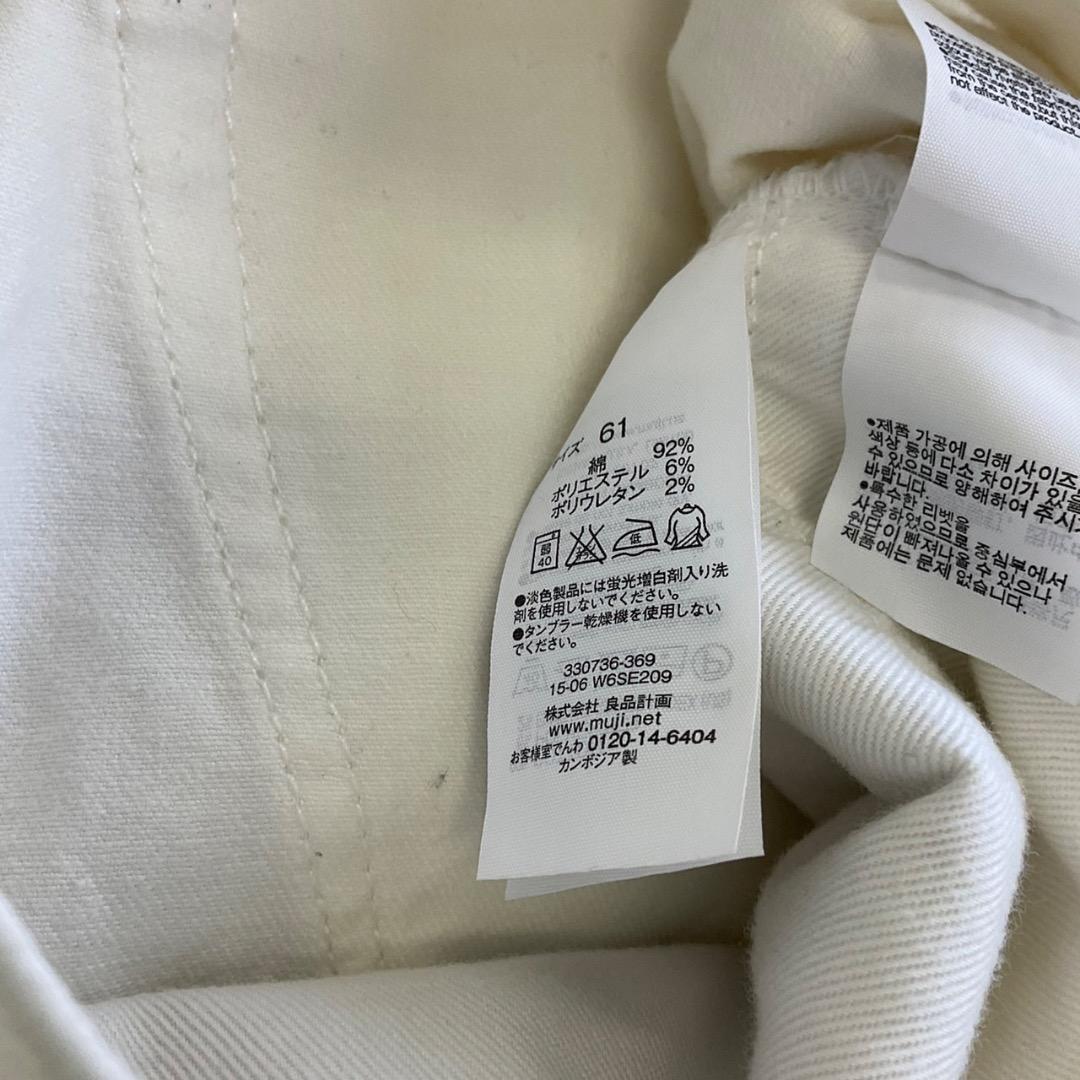 イズ 61
綿 92%
ポリエステル 6%
ポリウレタン 2%
弱
40
低
●淡色製品には蛍光増白剤入り洗
剤を使用しないでください。
●タンブラー乾燥機を使用しない
でください。
330736-369
15-06 W6SE209
株式会社 良品計画
www.muji.net
お客様室でんわ 0120-14-6404
カンボジア製
from the
not affect the product
●제품 가공에 의해 사이즈
색상 등에 다소 차이가 있을
수 있으므로 양해하여 주시
바랍니다.
●특수한 리벳을
사용하였으므로 중심부에서
원단이 빠져나올수 있으나
제품에는 문제 없습니다.